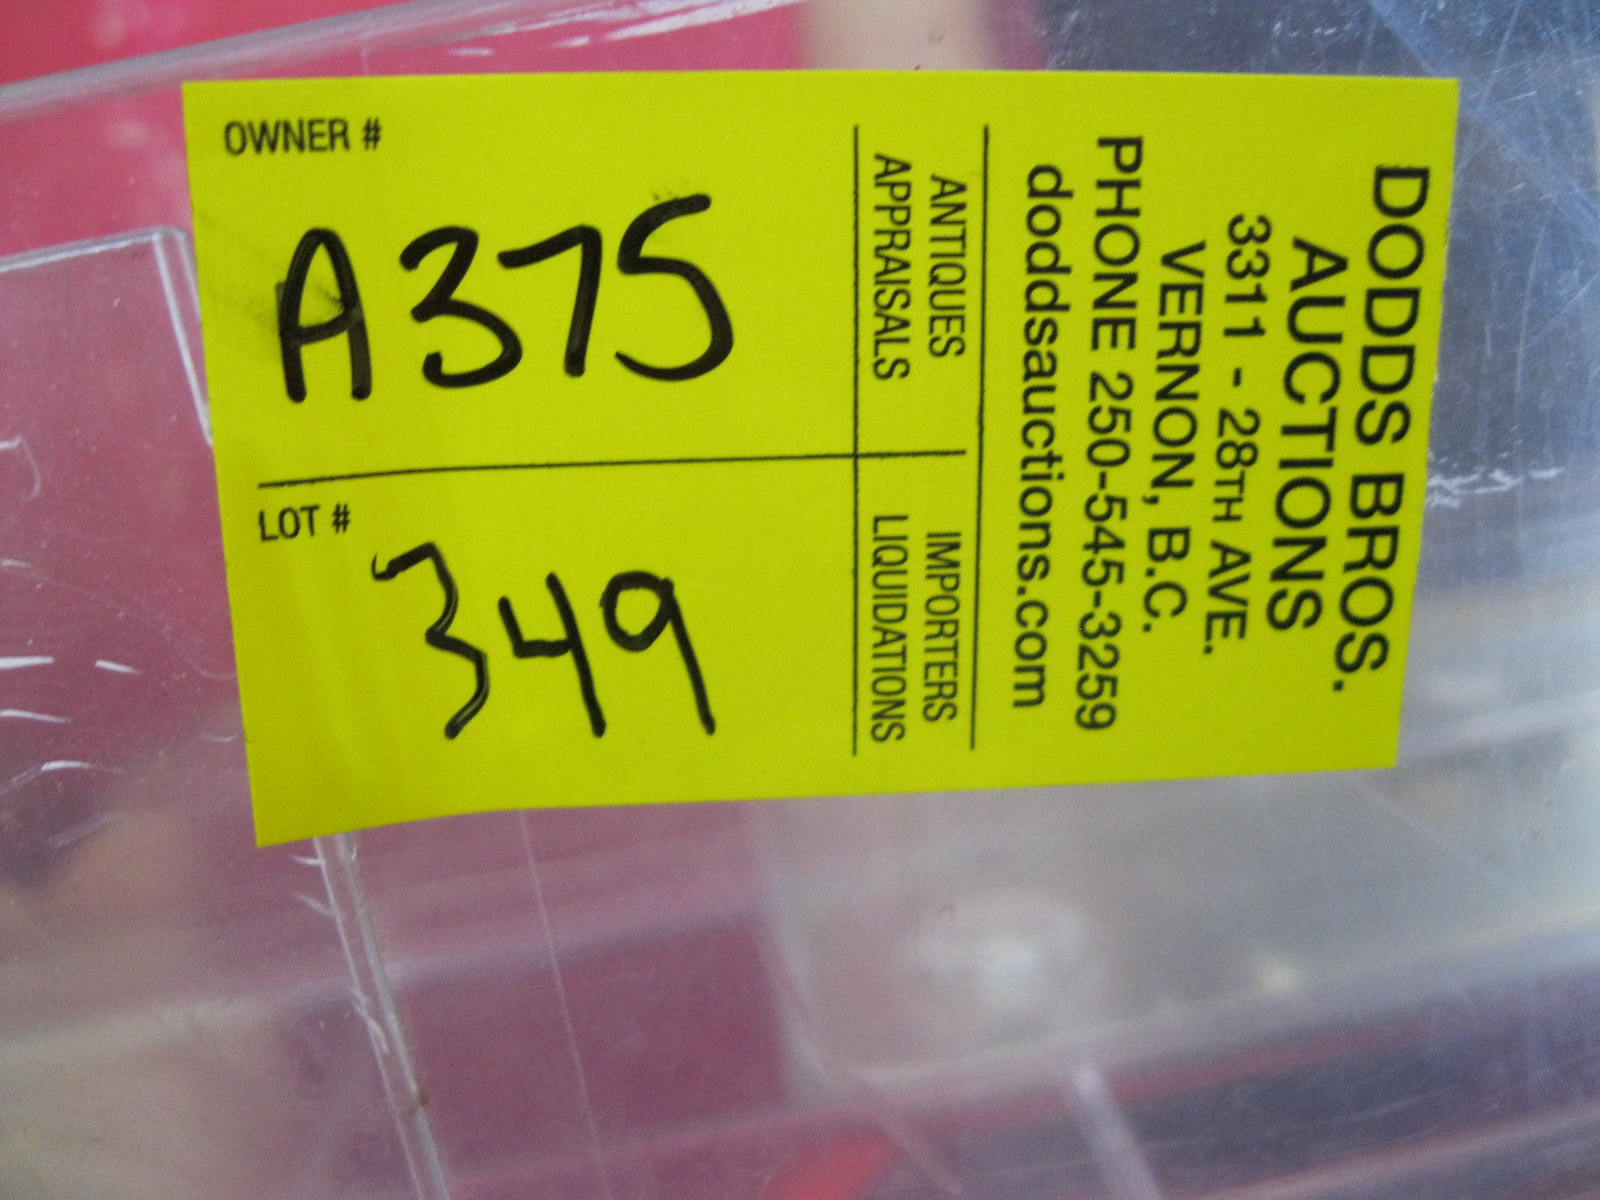 DODDS BROS.
AUCTIONS
3311 - 28TH AVE.
VERNON, B.C.
PHONE 250-545-3259
doddsauctions.com
ANTIQUES IMPORTERS
APPRAISALS LIQUIDATIONS
OWNER #
A375
LOT #
349